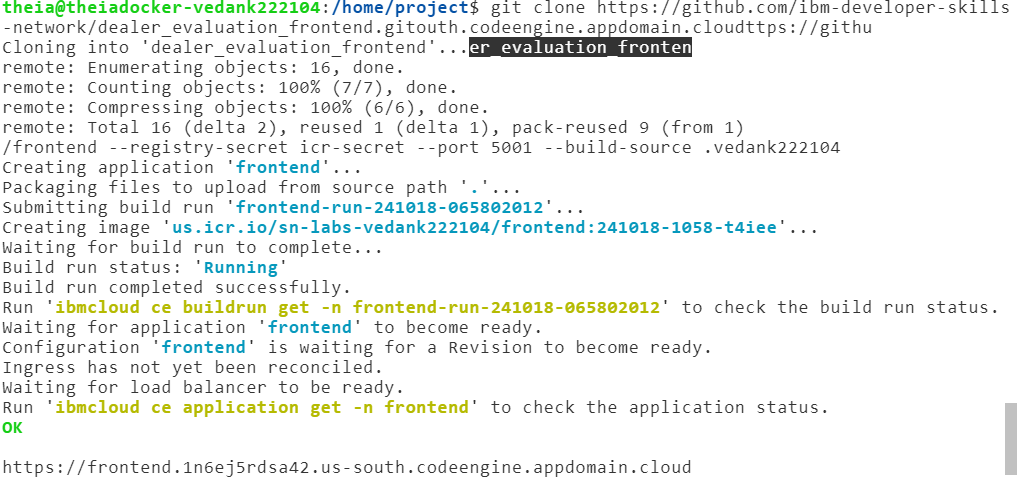 theia@theiadocker-vedank222104:/home/project$ git clone https://github.com/ibm-developer-skills
-network/dealer_evaluation_frontend.gitouth.codeengine.appdomain.cloudttps://githu
Cloning into 'dealer_evaluation_frontend'...er_evaluation_fronten
remote: Enumerating objects: 16, done.
remote: Counting objects: 100% (7/7), done.
remote: Compressing objects: 100% (6/6), done.
remote: Total 16 (delta 2), reused 1 (delta 1), pack-reused 9 (from 1)
/frontend --registry-secret icr-secret --port 5001 --build-source .vedank222104
Creating application 'frontend'...
Packaging files to upload from source path '.'...
Submitting build run 'frontend-run-241018-065802012'...
Creating image 'us.icr.io/sn-labs-vedank222104/frontend:241018-1058-t4iee'...
Waiting for build run to complete...
Build run status: 'Running'
Build run completed successfully.
Run 'ibmcloud ce buildrun get -n frontend-run-241018-065802012' to check the build run status.
Waiting for application 'frontend' to become ready.
Configuration 'frontend' is waiting for a Revision to become ready.
Ingress has not yet been reconciled.
Waiting for load balancer to be ready.
Run 'ibmcloud ce application get -n frontend' to check the application status.
OK
https://frontend.1n6ej5rdsa42.us-south.codeengine.appdomain.cloud